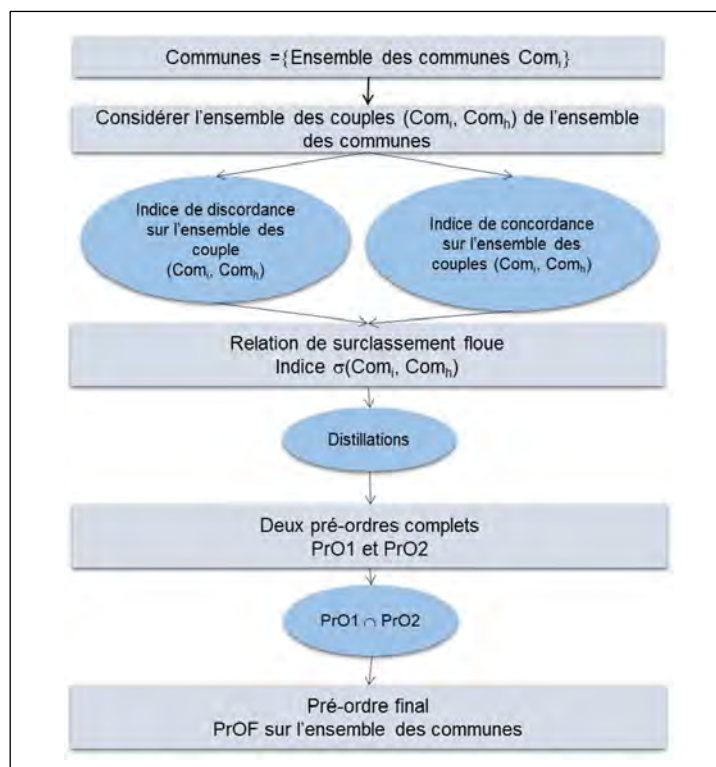 Communes ={Ensemble des communes Comᵢ}
Considérer l'ensemble des couples (Comᵢ, Comₕ) de l'ensemble
des communes
Indice de discordance
sur l'ensemble des
couple
(Comᵢ, Comₕ)
Indice de concordance
sur l'ensemble des
couples (Comᵢ, Comₕ)
Relation de surclassement floue
Indice σ(Comᵢ, Comₕ)
Distillations
Deux pré-ordres complets
PrO1 et PrO2
PrO1 ∩ PrO2
Pré-ordre final
PrOF sur l'ensemble des communes